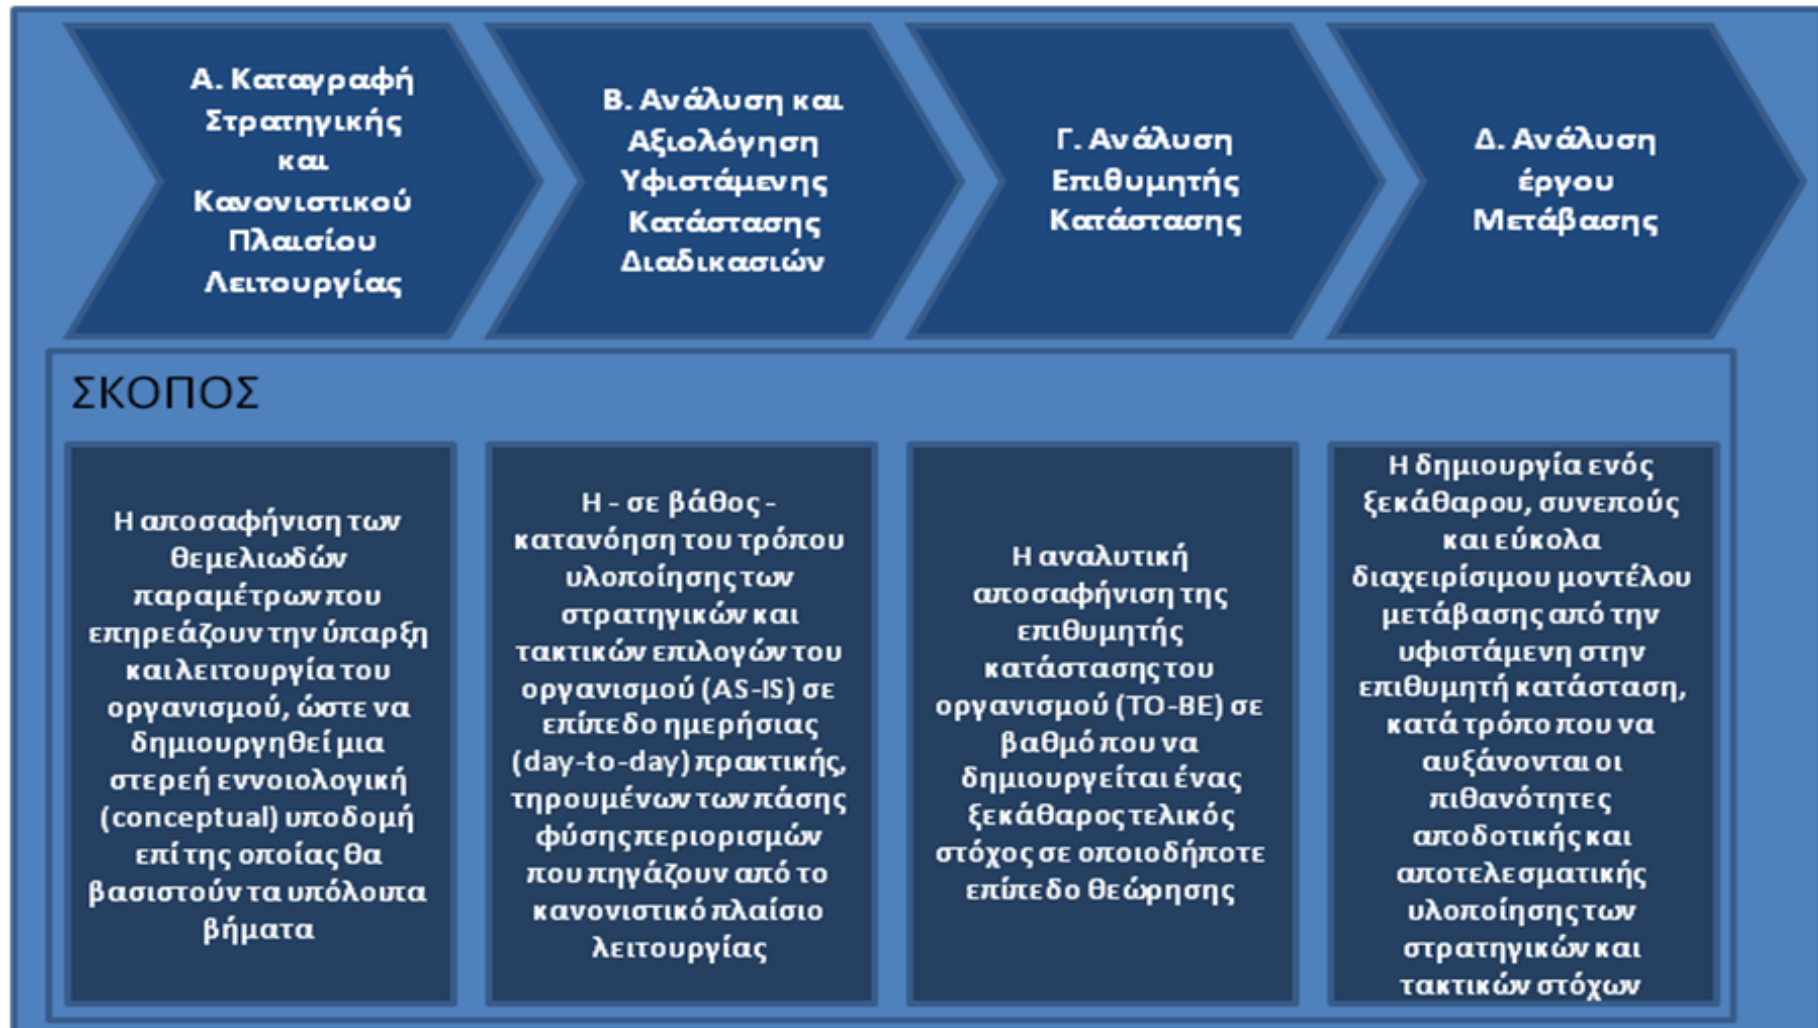 Α. Καταγραφή
Στρατηγικής
και
Κανονιστικού
Πλαισίου
Λειτουργίας
Β. Ανάλυση και
Αξιολόγηση
Υφιστάμενης
Κατάστασης
Διαδικασιών
Γ. Ανάλυση
Επιθυμητής
Κατάστασης
Δ. Ανάλυση
έργου
Μετάβασης
ΣΚΟΠΟΣ
Η αποσαφήνιση των
θεμελιωδών
παραμέτρων που
επηρεάζουν την ύπαρξη
και λειτουργία του
οργανισμού, ώστε να
δημιουργηθεί μια
στερεή εννοιολογική
(conceptual) υποδομή
επί της οποίας θα
βασιστούν τα υπόλοιπα
βήματα
Η - σε βάθος -
κατανόηση του τρόπου
υλοποίησης των
στρατηγικών και
τακτικών επιλογών του
οργανισμού (AS-IS) σε
επίπεδο ημερήσιας
(day-to-day) πρακτικής,
τηρουμένων των πάσης
φύσης περιορισμών
που πηγάζουν από το
κανονιστικό πλαίσιο
λειτουργίας
Η αναλυτική
αποσαφήνιση της
επιθυμητής
κατάστασης του
οργανισμού (TO-BE) σε
βαθμό που να
δημιουργείται ένας
ξεκάθαρος τελικός
στόχος σε οποιοδήποτε
επίπεδο θεώρησης
Η δημιουργία ενός
ξεκάθαρου, συνεπούς
και εύκολα
διαχειρίσιμου μοντέλου
μετάβασης από την
υφιστάμενη στην
επιθυμητή κατάσταση,
κατά τρόπο που να
αυξάνονται οι
πιθανότητες
αποδοτικής και
αποτελεσματικής
υλοποίησης των
στρατηγικών και
τακτικών στόχων